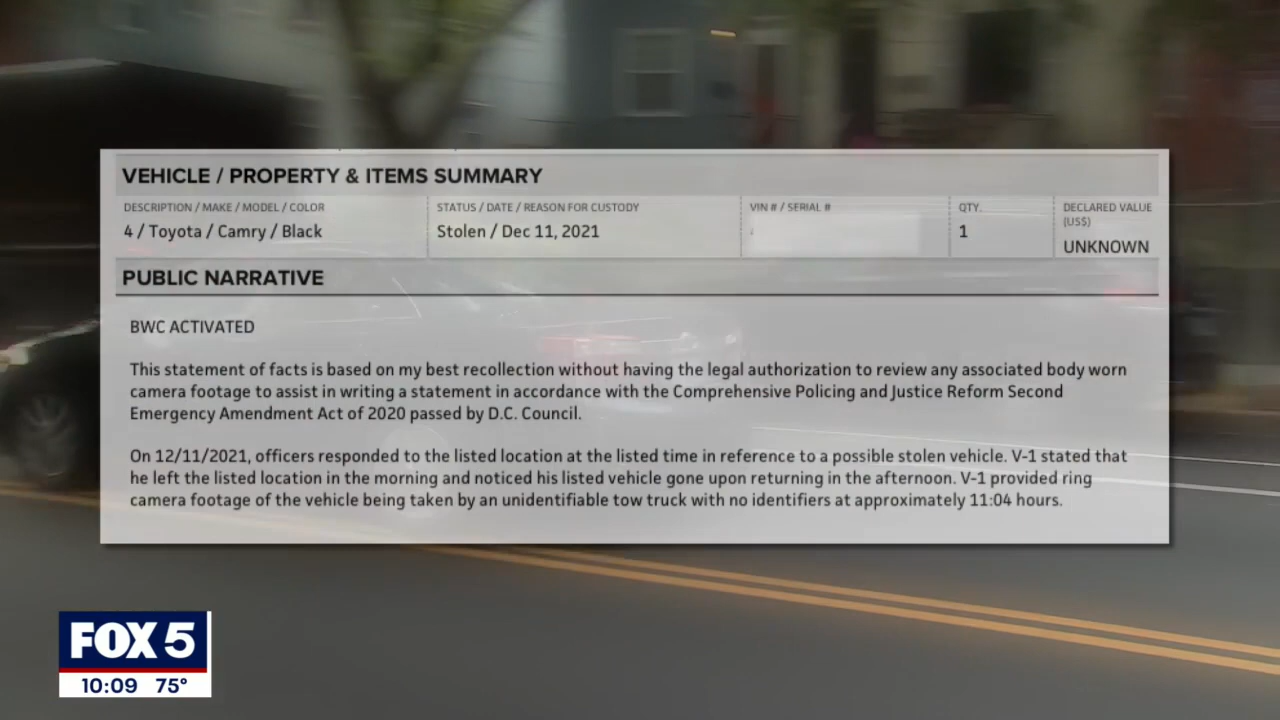 VEHICLE / PROPERTY & ITEMS SUMMARY
DESCRIPTION / MAKE / MODEL / COLOR
4 / Toyota / Camry / Black
STATUS / DATE / REASON FOR CUSTODY
Stolen / Dec 11, 2021
VIN # / SERIAL #
QTY.
1
DECLARED VALUE
(US$)
UNKNOWN
PUBLIC NARRATIVE
BWC ACTIVATED
This statement of facts is based on my best recollection without having the legal authorization to review any associated body worn
camera footage to assist in writing a statement in accordance with the Comprehensive Policing and Justice Reform Second
Emergency Amendment Act of 2020 passed by D.C. Council.
On 12/11/2021, officers responded to the listed location at the listed time in reference to a possible stolen vehicle. V-1 stated that
he left the listed location in the morning and noticed his listed vehicle gone upon returning in the afternoon. V-1 provided ring
camera footage of the vehicle being taken by an unidentifiable tow truck with no identifiers at approximately 11:04 hours.
FOX 5
10:09 75°